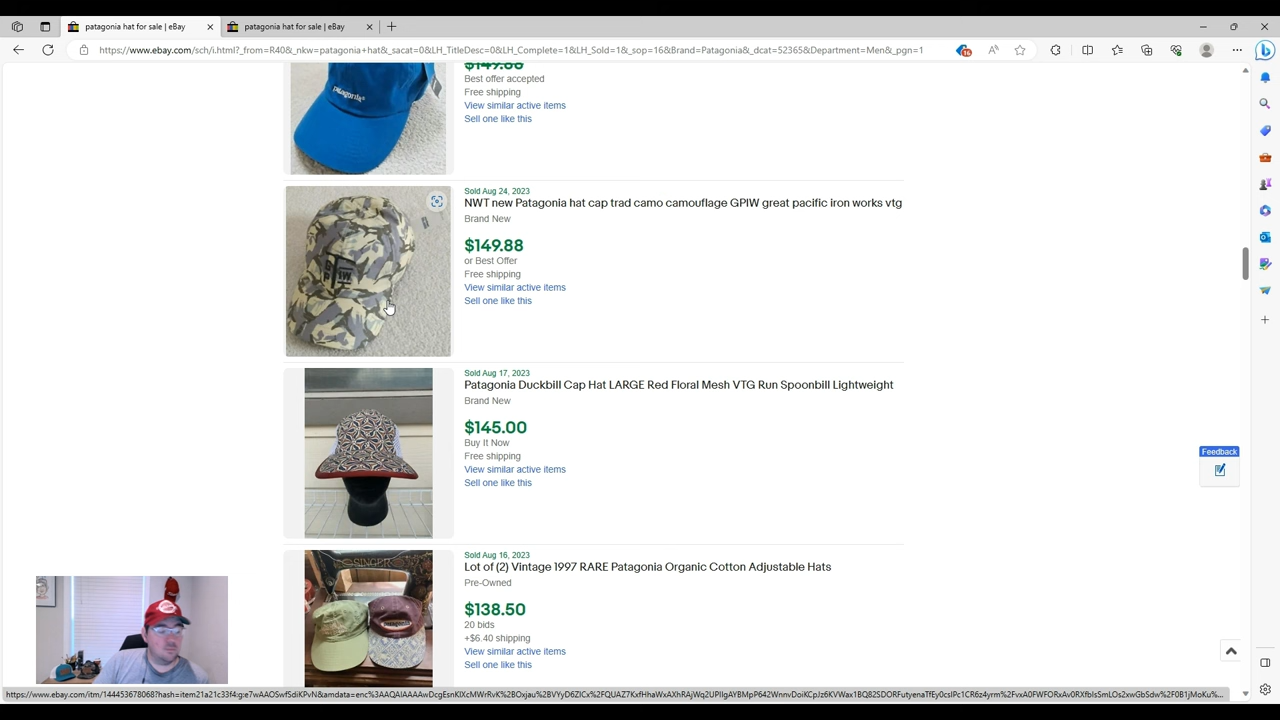 patagonia hat for sale | eBay
patagonia hat for sale | eBay
https://www.ebay.com/sch/i.html?_from=R40&_nkw=patagonia+hat&_sacat=0&LH_TitleDesc=0&LH_Complete=1&LH_Sold=1&_sop=16&Brand=Patagonia&_dcat=52365&Department=Men&_pgn=1
16
patagonia
$149.88
Best offer accepted
Free shipping
View similar active items
Sell one like this
Sold Aug 24, 2023
NWT new Patagonia hat cap trad camo camouflage GPIW great pacific iron works vtg
Brand New
$149.88
or Best Offer
Free shipping
View similar active items
Sell one like this
GPIW
Sold Aug 17, 2023
Patagonia Duckbill Cap Hat LARGE Red Floral Mesh VTG Run Spoonbill Lightweight
Brand New
$145.00
Buy It Now
Free shipping
View similar active items
Sell one like this
Feedback
Sold Aug 16, 2023
Lot of (2) Vintage 1997 RARE Patagonia Organic Cotton Adjustable Hats
Pre-Owned
$138.50
20 bids
+$6.40 shipping
View similar active items
Sell one like this
SINGER
patagonia